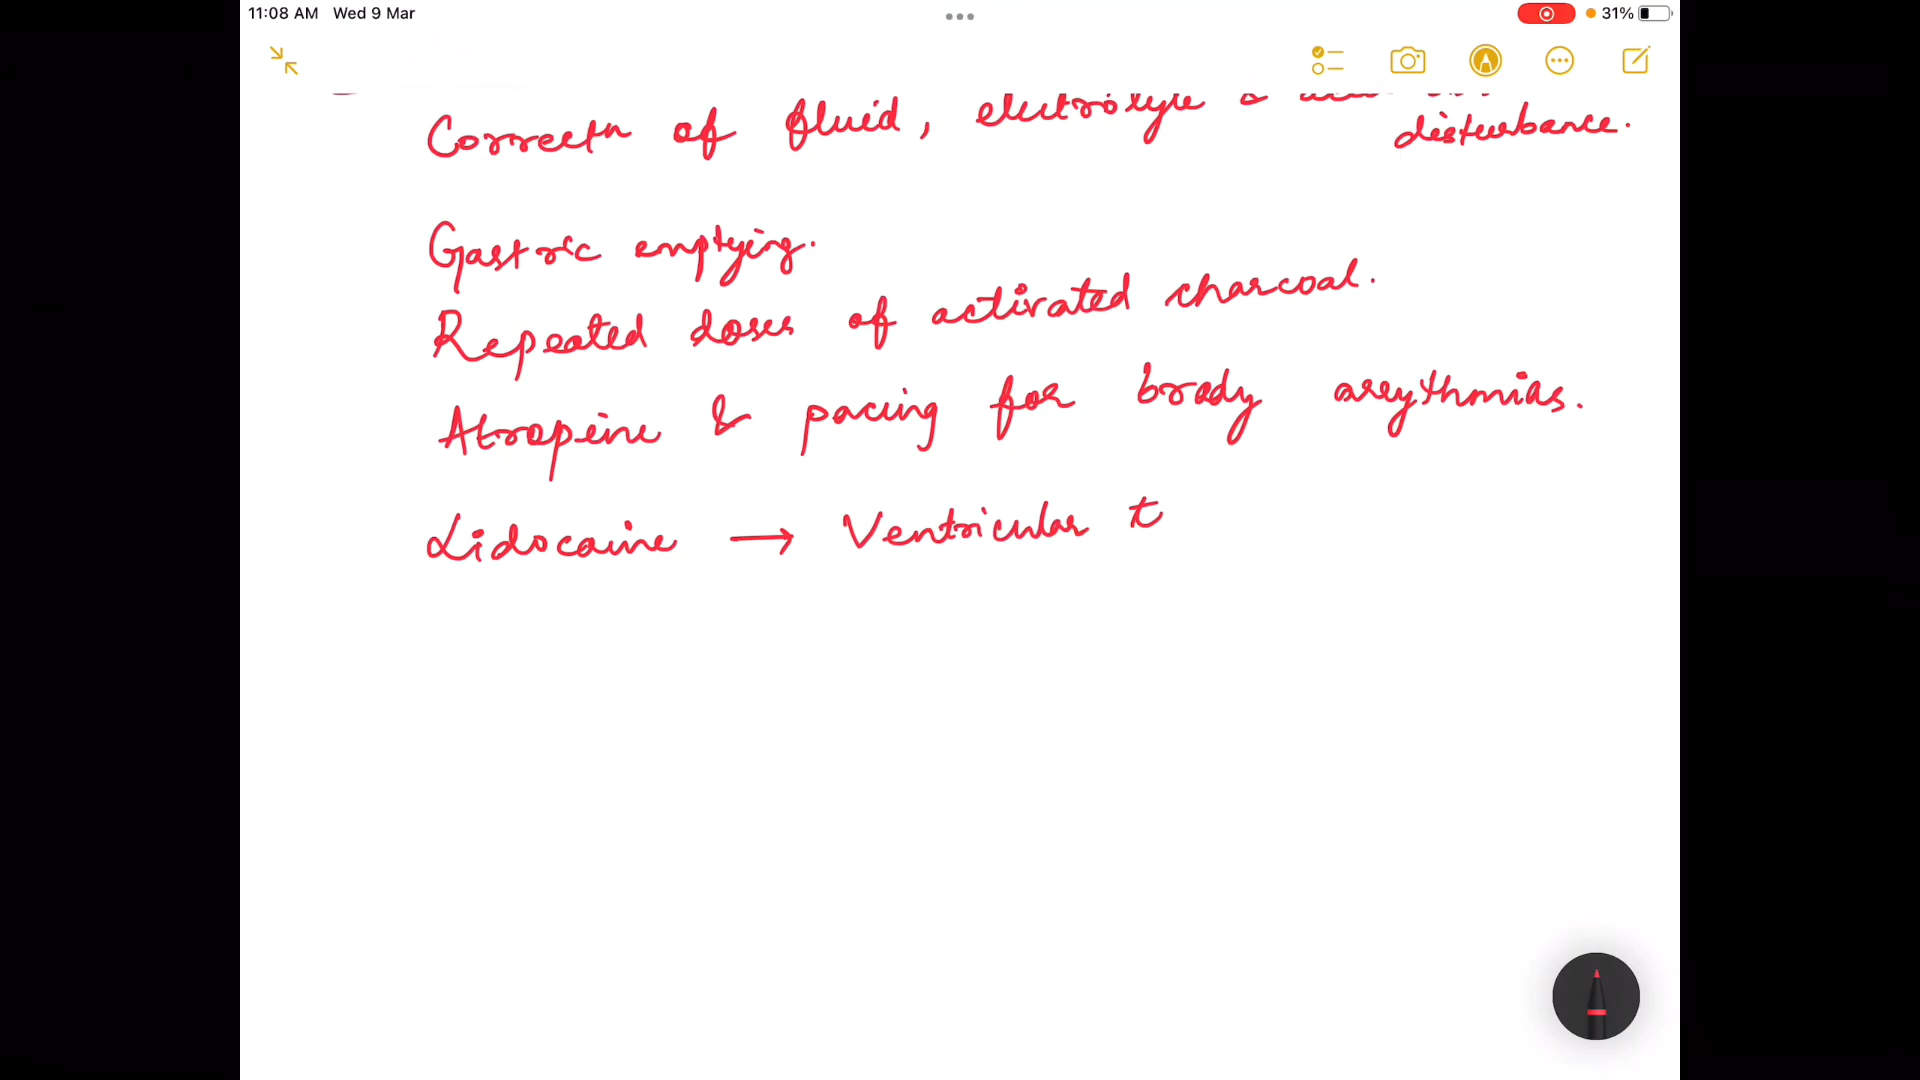 11:08 AM Wed 9 Mar
31%
Correctn of fluid, electrolyte &
disturbance.
Gastric emptying.
Repeated doses of activated charcoal.
Atropine & pacing for brady arrythmias.
Lidocaine → Ventricular t